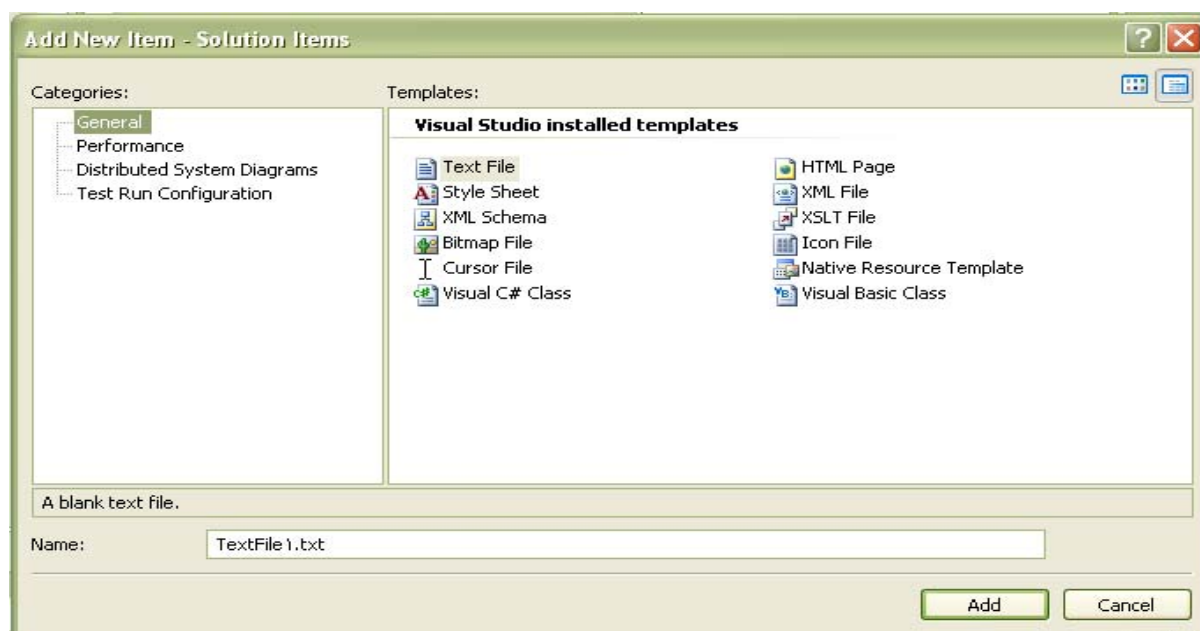 Add New Item - Solution Items
Categories:
Templates:
General
Performance
Distributed System Diagrams
Test Run Configuration
Visual Studio installed templates
Text File
HTML Page
Style Sheet
XML File
XML Schema
XSLT File
Bitmap File
Icon File
Cursor File
Native Resource Template
Visual C# Class
Visual Basic Class
A blank text file.
Name:
TextFile1.txt
Add
Cancel